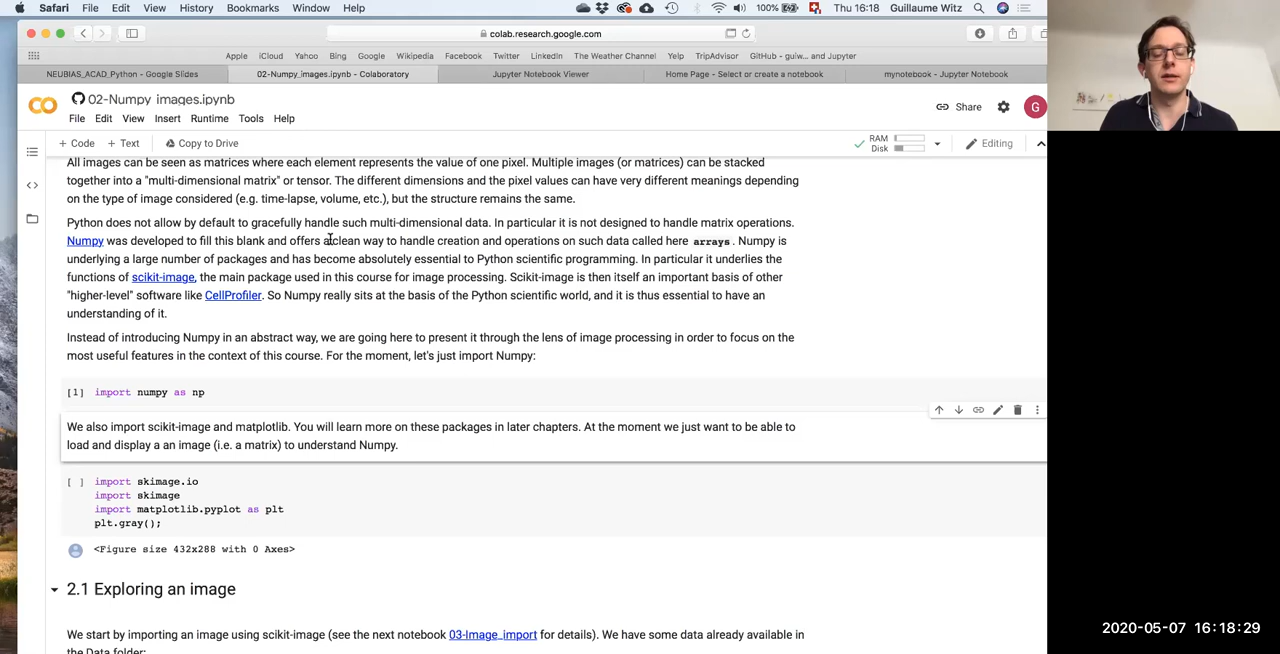 Safari File Edit View History Bookmarks Window Help 100% Thu 16:18 Guillaume Witz
colab.research.google.com
Apple iCloud Yahoo Bing Google Wikipedia Facebook Twitter LinkedIn The Weather Channel Yelp TripAdvisor GitHub - guiw... and Jupyter
NEUBIAS_ACAD_Python - Google Slides 02-Numpy_images.ipynb - Colaboratory Jupyter Notebook Viewer Home Page - Select or create a notebook mynotebook - Jupyter Notebook
02-Numpy_images.ipynb
Share G
File Edit View Insert Runtime Tools Help
+ Code + Text Copy to Drive RAM Disk Editing
All images can be seen as matrices where each element represents the value of one pixel. Multiple images (or matrices) can be stacked
together into a "multi-dimensional matrix" or tensor. The different dimensions and the pixel values can have very different meanings depending
on the type of image considered (e.g. time-lapse, volume, etc.), but the structure remains the same.
Python does not allow by default to gracefully handle such multi-dimensional data. In particular it is not designed to handle matrix operations.
Numpy was developed to fill this blank and offers a clean way to handle creation and operations on such data called here arrays. Numpy is
underlying a large number of packages and has become absolutely essential to Python scientific programming. In particular it underlies the
functions of scikit-image, the main package used in this course for image processing. Scikit-image is then itself an important basis of other
"higher-level" software like CellProfiler. So Numpy really sits at the basis of the Python scientific world, and it is thus essential to have an
understanding of it.
Instead of introducing Numpy in an abstract way, we are going here to present it through the lens of image processing in order to focus on the
most useful features in the context of this course. For the moment, let's just import Numpy:
[1] import numpy as np
We also import scikit-image and matplotlib. You will learn more on these packages in later chapters. At the moment we just want to be able to
load and display a an image (i.e. a matrix) to understand Numpy.
[ ] import skimage.io
import skimage
import matplotlib.pyplot as plt
plt.gray();
<Figure size 432x288 with 0 Axes>
2.1 Exploring an image
We start by importing an image using scikit-image (see the next notebook 03-Image_import for details). We have some data already available in
the Data folder:
2020-05-07 16:18:29